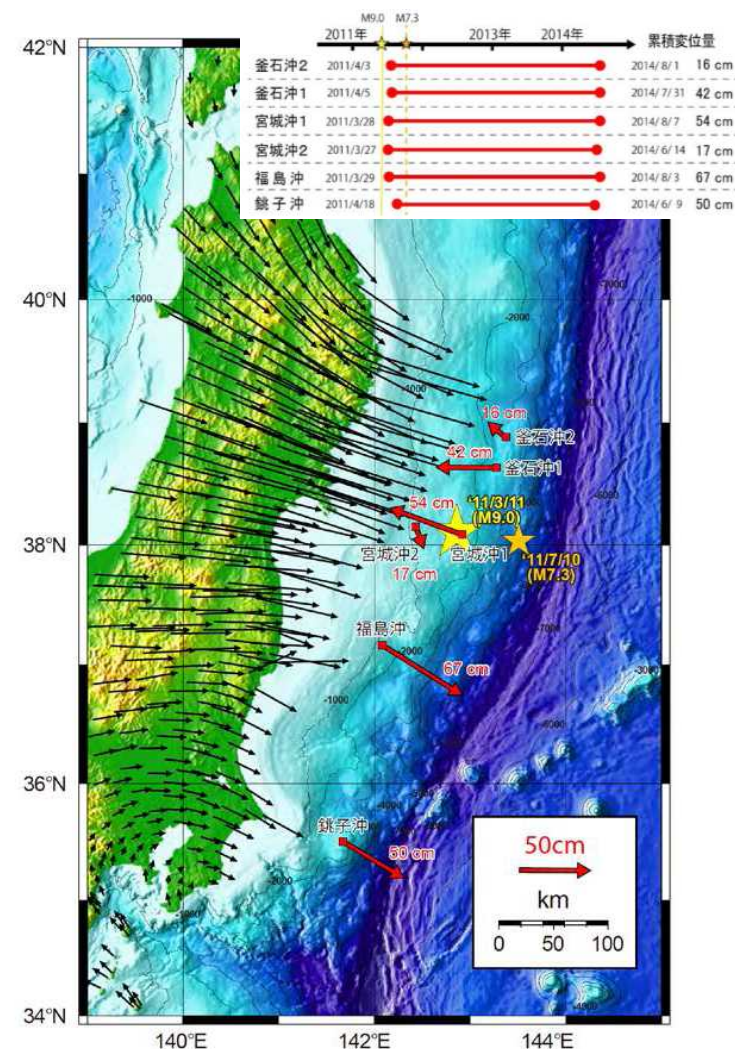 M9.0 M7.3
2011年 2013年 2014年 累積変位量
釜石沖2 2011/4/3 2014/8/1 16 cm
釜石沖1 2011/4/5 2014/7/31 42 cm
宮城沖1 2011/3/28 2014/8/7 54 cm
宮城沖2 2011/3/27 2014/6/14 17 cm
福島沖 2011/3/29 2014/8/3 67 cm
銚子沖 2011/4/18 2014/6/9 50 cm
42°N
40°N
-1000
-2000
-1000
16 cm
釜石沖2
42 cm
釜石沖1
-6000
54 cm
'11/3/11
(M9.0)
38°N
宮城沖2
宮城沖1
'11/7/10
(M7.3)
17 cm
福島沖
-7000
-2000
67 cm
-3000
-1000
-6000
36°N
-4000
銚子沖
50 cm
-2000
50cm
km
0 50 100
-4000
34°N
140°E 142°E 144°E